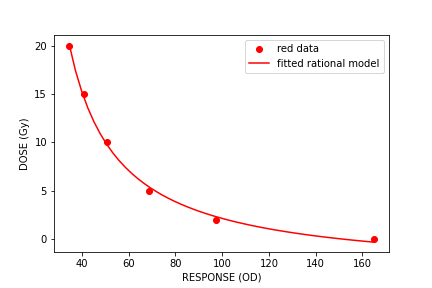 red data
fitted rational model
20
15
10
5
0
DOSE (Gy)
40 60 80 100 120 140 160
RESPONSE (OD)